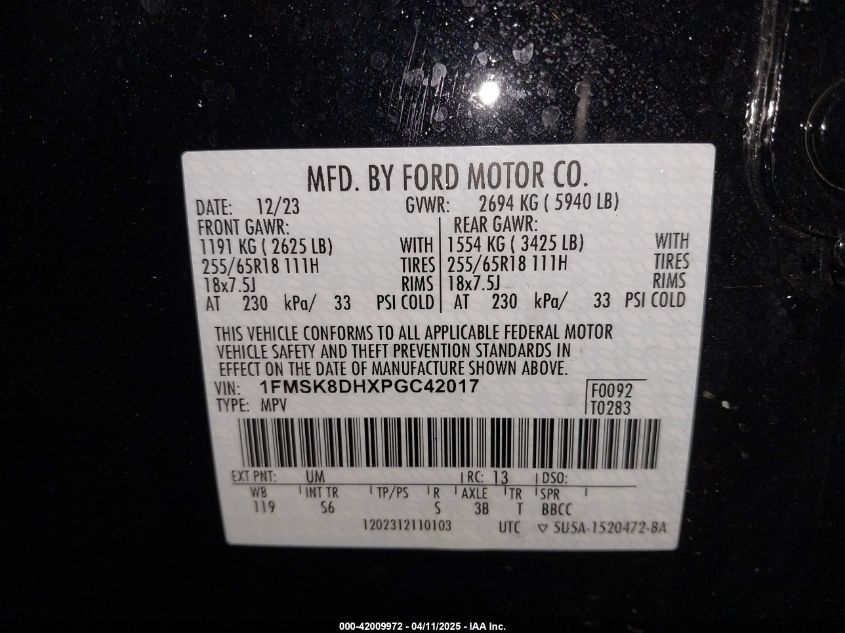 MFD. BY FORD MOTOR CO.
DATE: 12/23 GVWR: 2694 KG ( 5940 LB)
FRONT GAWR: REAR GAWR:
1191 KG ( 2625 LB) WITH 1554 KG ( 3425 LB) WITH
255/65R18 111H TIRES 255/65R18 111H TIRES
18x7.5J RIMS 18x7.5J RIMS
AT 230 kPa/ 33 PSI COLD AT 230 kPa/ 33 PSI COLD
THIS VEHICLE CONFORMS TO ALL APPLICABLE FEDERAL MOTOR
VEHICLE SAFETY AND THEFT PREVENTION STANDARDS IN
EFFECT ON THE DATE OF MANUFACTURE SHOWN ABOVE.
VIN: 1FMSK8DHXPGC42017 F0092
TYPE: MPV T0283
EXT PNT: UM RC: 13 DSO:
WB INT TR TP/PS R AXLE TR SPR
119 S6 S 3B T BBCC
1202312110103 UTC ▽ 5U5A-1520472-BA
000-42009972 - 04/11/2025 - IAA Inc.